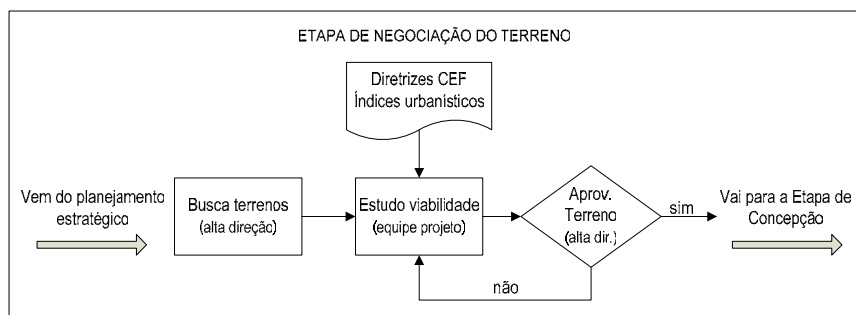 ETAPA DE NEGOCIAÇÃO DO TERRENO
Diretrizes CEF
Índices urbanísticos
Vem do planejamento
estratégico
Busca terrenos
(alta direção)
Estudo viabilidade
(equipe projeto)
Aprov.
Terreno
(alta dir.)
sim
Vai para a Etapa de
Concepção
não